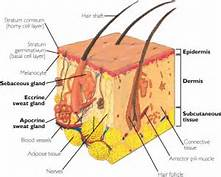 Stratum corneum
(horny cell layer)
Hair shaft
Stratum
germinativum
(basal cell layer)
Epidermis
Melanocyte
Sebaceous gland
Dermis
Eccrine
sweat gland
Apocrine
sweat gland
Subcutaneous
tissue
Blood vessels
Connective
tissue
Adipose tissue
Arrector pili muscle
Nerves
Hair follicle